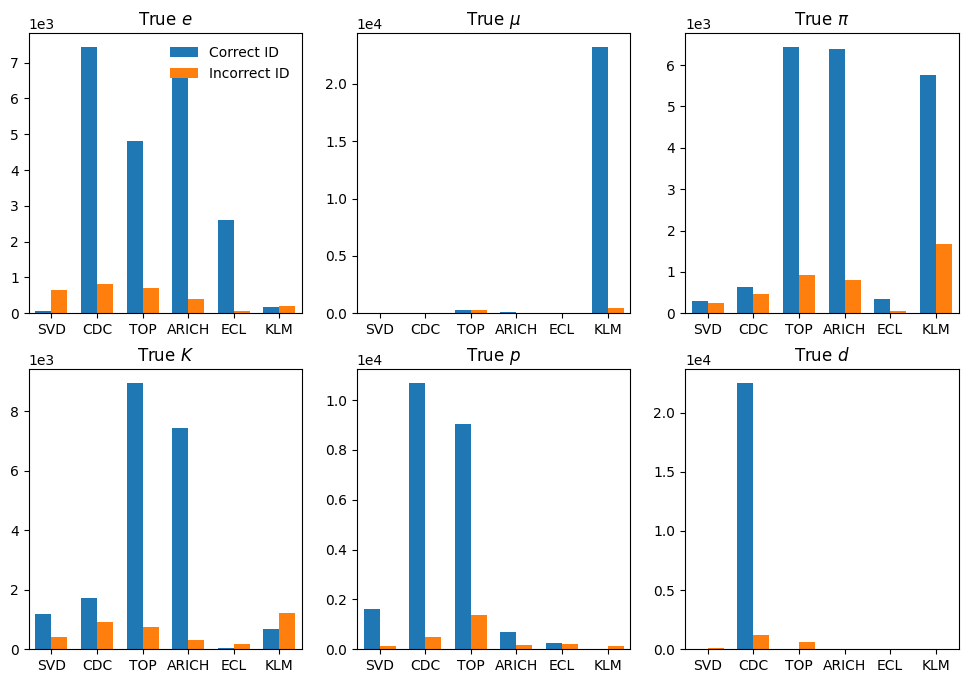 True e
1e3
Correct ID
Incorrect ID
7
6
5
4
3
2
1
0
SVD CDC TOP ARICH ECL KLM
True μ
1e4
2.0
1.5
1.0
0.5
0.0
SVD CDC TOP ARICH ECL KLM
True π
1e3
6
5
4
3
2
1
0
SVD CDC TOP ARICH ECL KLM
True K
1e3
8
6
4
2
0
SVD CDC TOP ARICH ECL KLM
True p
1e4
1.0
0.8
0.6
0.4
0.2
0.0
SVD CDC TOP ARICH ECL KLM
True d
1e4
2.0
1.5
1.0
0.5
0.0
SVD CDC TOP ARICH ECL KLM